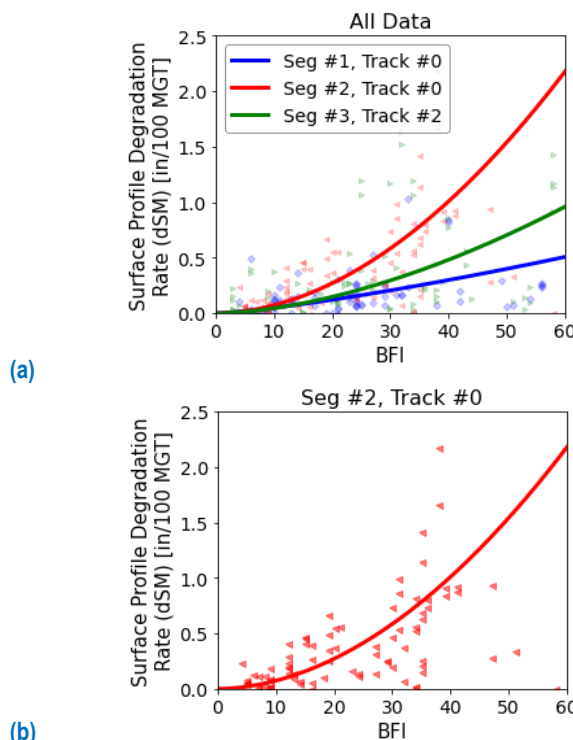 All Data
Surface Profile Degradation
Rate (dSM) [in/100 MGT]
2.5
2.0
1.5
1.0
0.5
0.0
Seg #1, Track #0
Seg #2, Track #0
Seg #3, Track #2
0 10 20 30 40 50 60
BFI
(a)
Seg #2, Track #0
Surface Profile Degradation
Rate (dSM) [in/100 MGT]
2.5
2.0
1.5
1.0
0.5
0.0
0 10 20 30 40 50 60
BFI
(b)